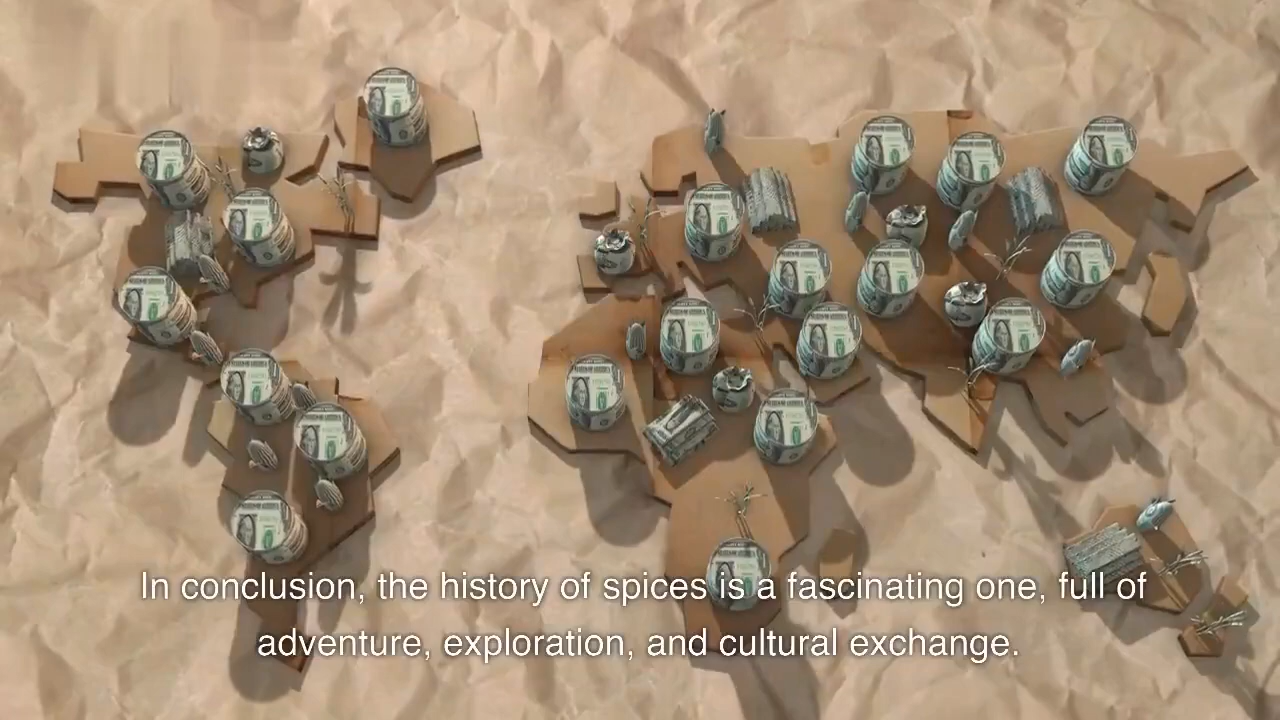 In conclusion, the history of spices is a fascinating one, full of
adventure, exploration, and cultural exchange.